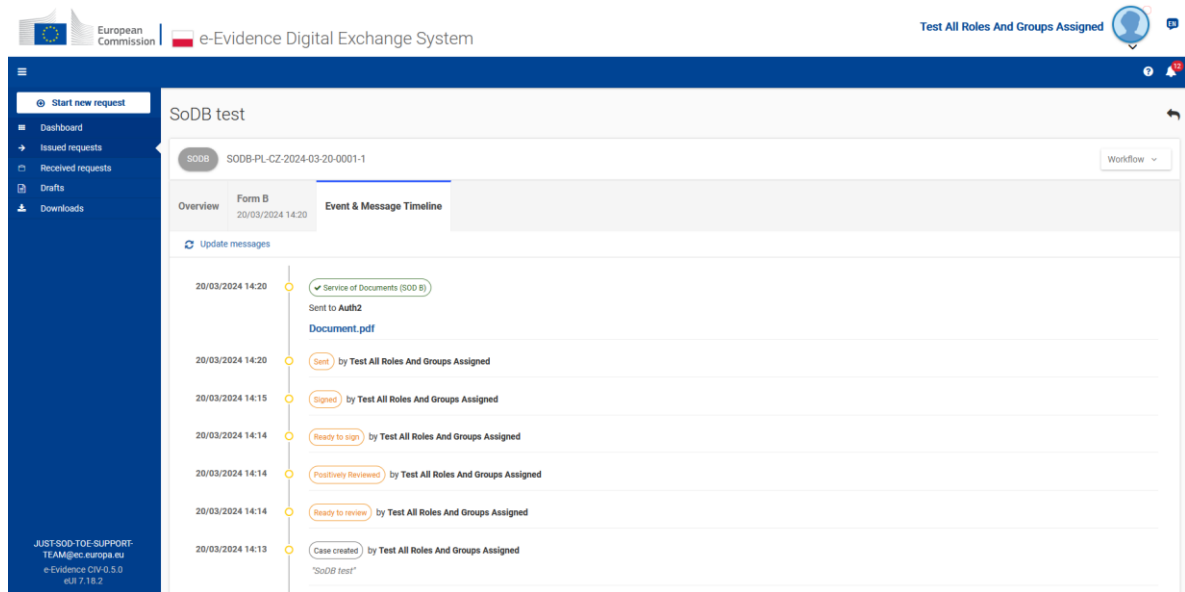 European
Commission
e-Evidence Digital Exchange System
Test All Roles And Groups Assigned
EN
12
Start new request
Dashboard
Issued requests
Received requests
Drafts
Downloads
SoDB test
SODB
SODB-PL-CZ-2024-03-20-0001-1
Workflow
Overview
Form B
20/03/2024 14:20
Event & Message Timeline
Update messages
20/03/2024 14:20 Service of Documents (SOD B)
Sent to Auth2
Document.pdf
20/03/2024 14:20 Sent by Test All Roles And Groups Assigned
20/03/2024 14:15 Signed by Test All Roles And Groups Assigned
20/03/2024 14:14 Ready to sign by Test All Roles And Groups Assigned
20/03/2024 14:14 Positively Reviewed by Test All Roles And Groups Assigned
20/03/2024 14:14 Ready to review by Test All Roles And Groups Assigned
20/03/2024 14:13 Case created by Test All Roles And Groups Assigned
"SoDB test"
JUST-SOD-TOE-SUPPORT-
TEAM@ec.europa.eu
e-Evidence CIV-0.5.0
eUI 7.18.2